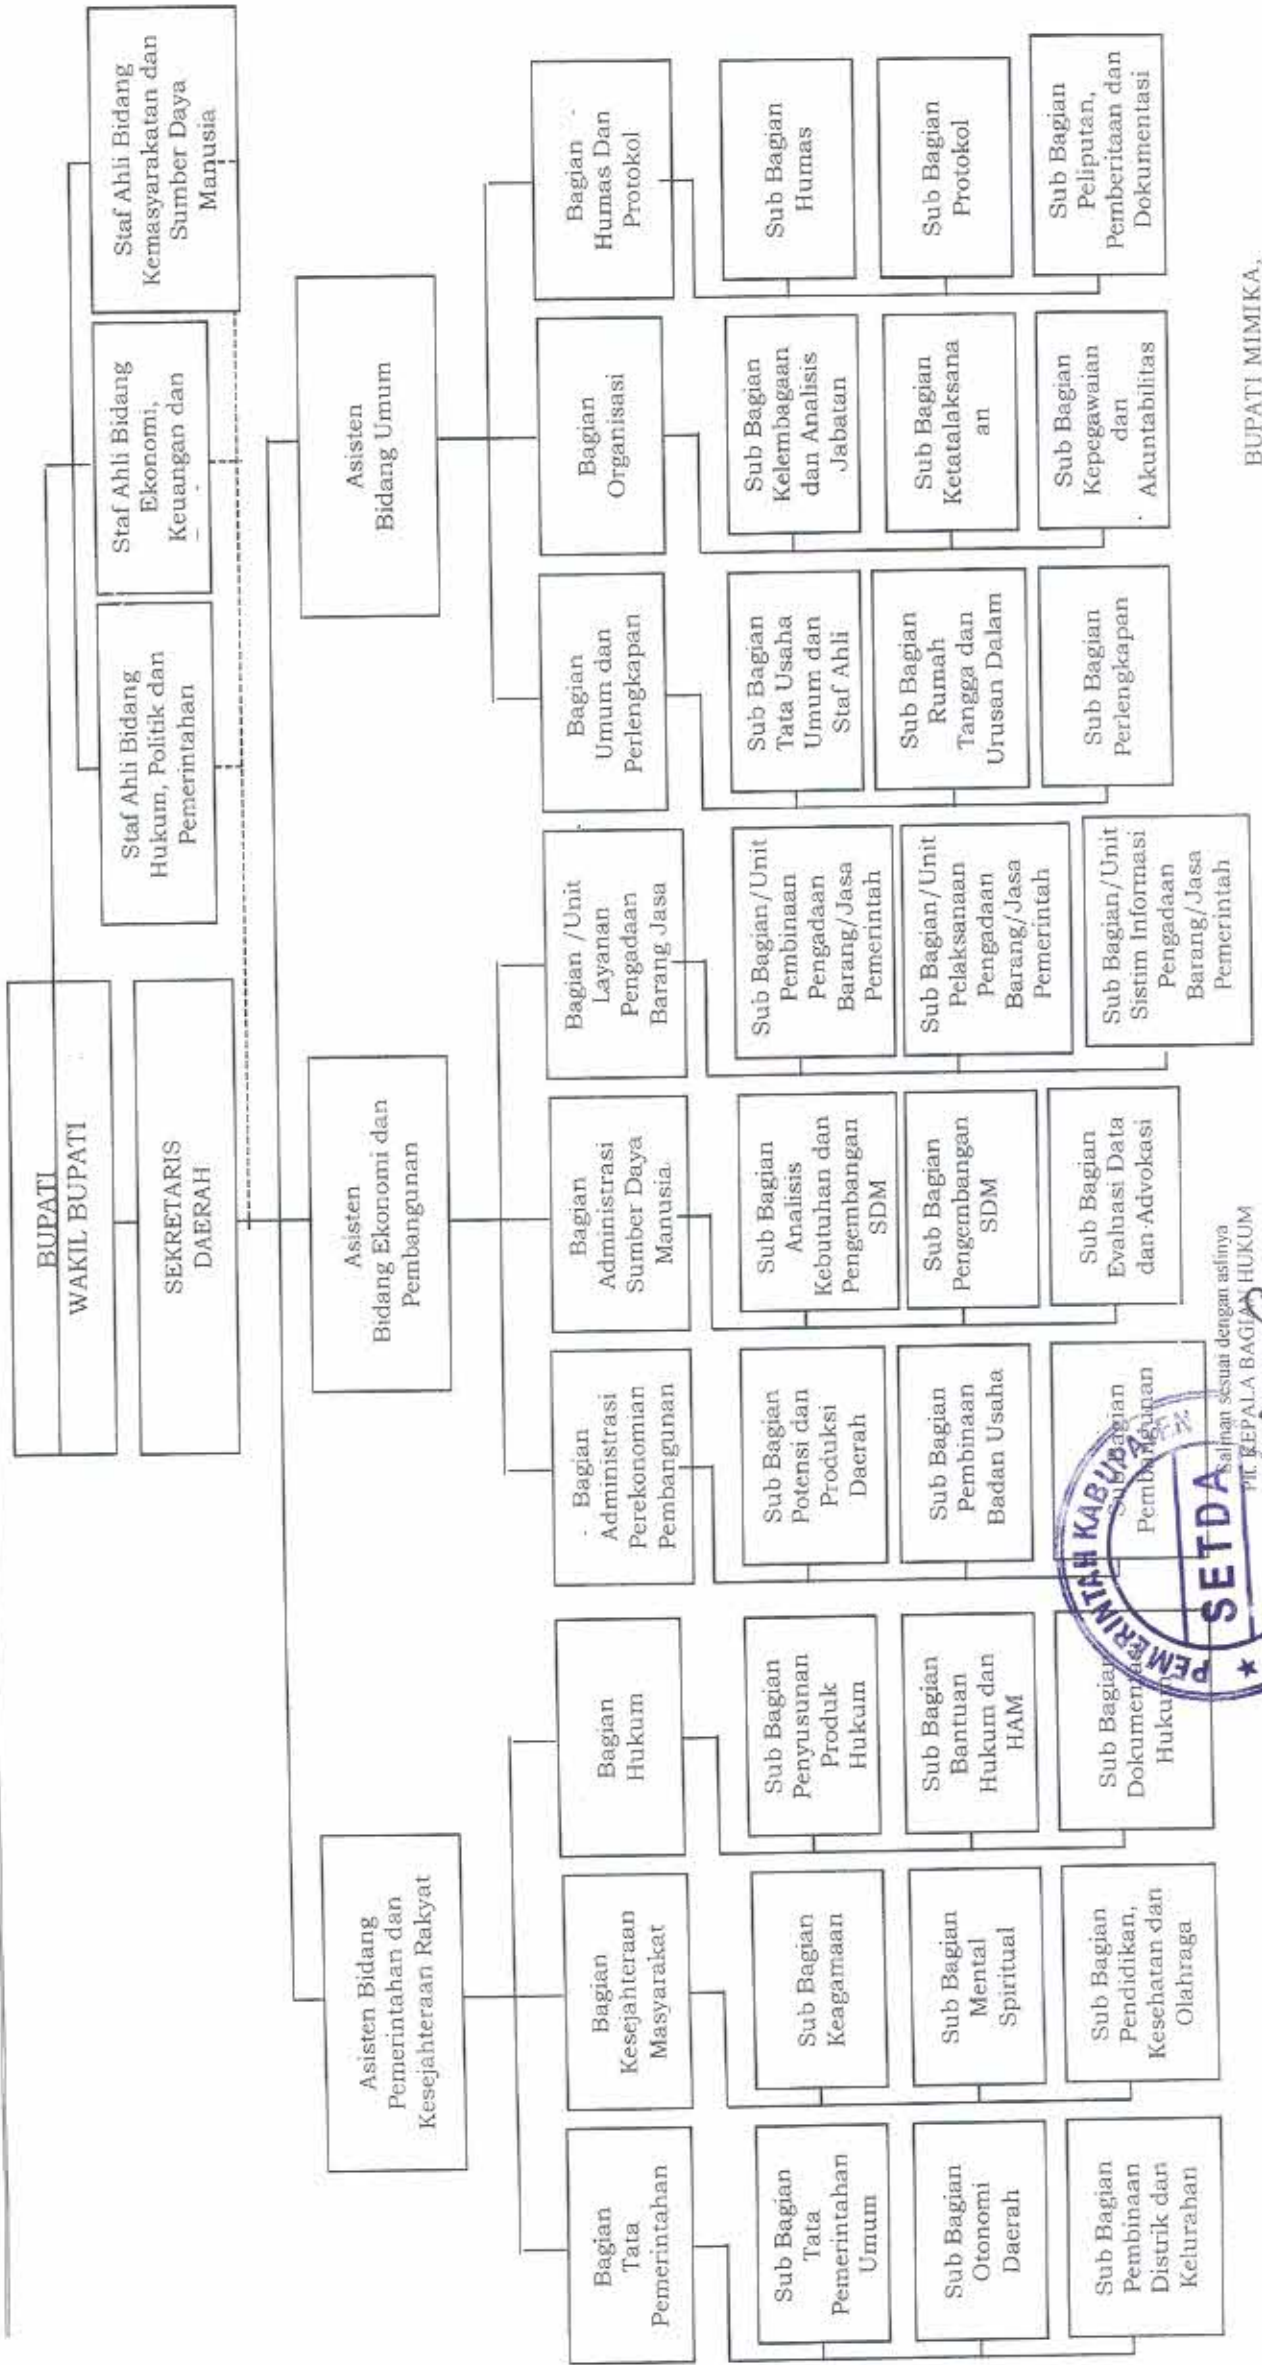 BUPATI
WAKIL BUPATI
SEKRETARIS
DAERAH
Staf Ahli Bidang
Hukum, Politik dan
Pemerintahan
Staf Ahli Bidang
Ekonomi,
Keuangan dan
Staf Ahli Bidang
Kemasyarakatan dan
Sumber Daya
Manusia
Asisten Bidang
Pemerintahan dan
Kesejahteraan Rakyat
Asisten
Bidang Ekonomi dan
Pembangunan
Asisten
Bidang Umum
Bagian
Tata
Pemerintahan
Bagian
Kesejahteraan
Masyarakat
Bagian
Hukum
Bagian
Administrasi
Perekonomian
Pembangunan
Bagian
Administrasi
Sumber Daya
Manusia
Bagian /Unit
Layanan
Pengadaan
Barang Jasa
Bagian
Umum dan
Perlengkapan
Bagian
Organisasi
Bagian
Humas Dan
Protokol
Sub Bagian
Tata
Pemerintahan
Umum
Sub Bagian
Keagamaan
Sub Bagian
Penyusunan
Produk
Hukum
Sub Bagian
Potensi dan
Produksi
Daerah
Sub Bagian
Analisis
Kebutuhan dan
Pengembangan
SDM
Sub Bagian/Unit
Pembinaan
Pengadaan
Barang/Jasa
Pemerintah
Sub Bagian
Tata Usaha
Umum dan
Staf Ahli
Sub Bagian
Kelembagaan
dan Analisis
Jabatan
Sub Bagian
Humas
Sub Bagian
Otonomi
Daerah
Sub Bagian
Mental
Spiritual
Sub Bagian
Bantuan
Hukum dan
HAM
Sub Bagian
Pembinaan
Badan Usaha
Sub Bagian
Pengembangan
SDM
Sub Bagian/Unit
Pelaksanaan
Pengadaan
Barang/Jasa
Pemerintah
Sub Bagian
Rumah
Tangga dan
Urusan Dalam
Sub Bagian
Ketatalaksana
an
Sub Bagian
Protokol
Sub Bagian
Pembinaan
Distrik dan
Kelurahan
Sub Bagian
Pendidikan,
Kesehatan dan
Olahraga
Sub Bagian
Hukum
Sub Bagian
Pembangunan
Sub Bagian
Evaluasi Data
dan Advokasi
Sub Bagian/Unit
Sistim Informasi
Pengadaan
Barang/Jasa
Pemerintah
Sub Bagian
Perlengkapan
Sub Bagian
Kepegawaian
dan
Akuntabilitas
Sub Bagian
Peliputan,
Pemberitaan dan
Dokumentasi
PEMERINTAH KABUPATEN
SETDA
Salinan sesuai dengan aslinya
Plt. KEPALA BAGIAN HUKUM
BUPATI MIMIKA,